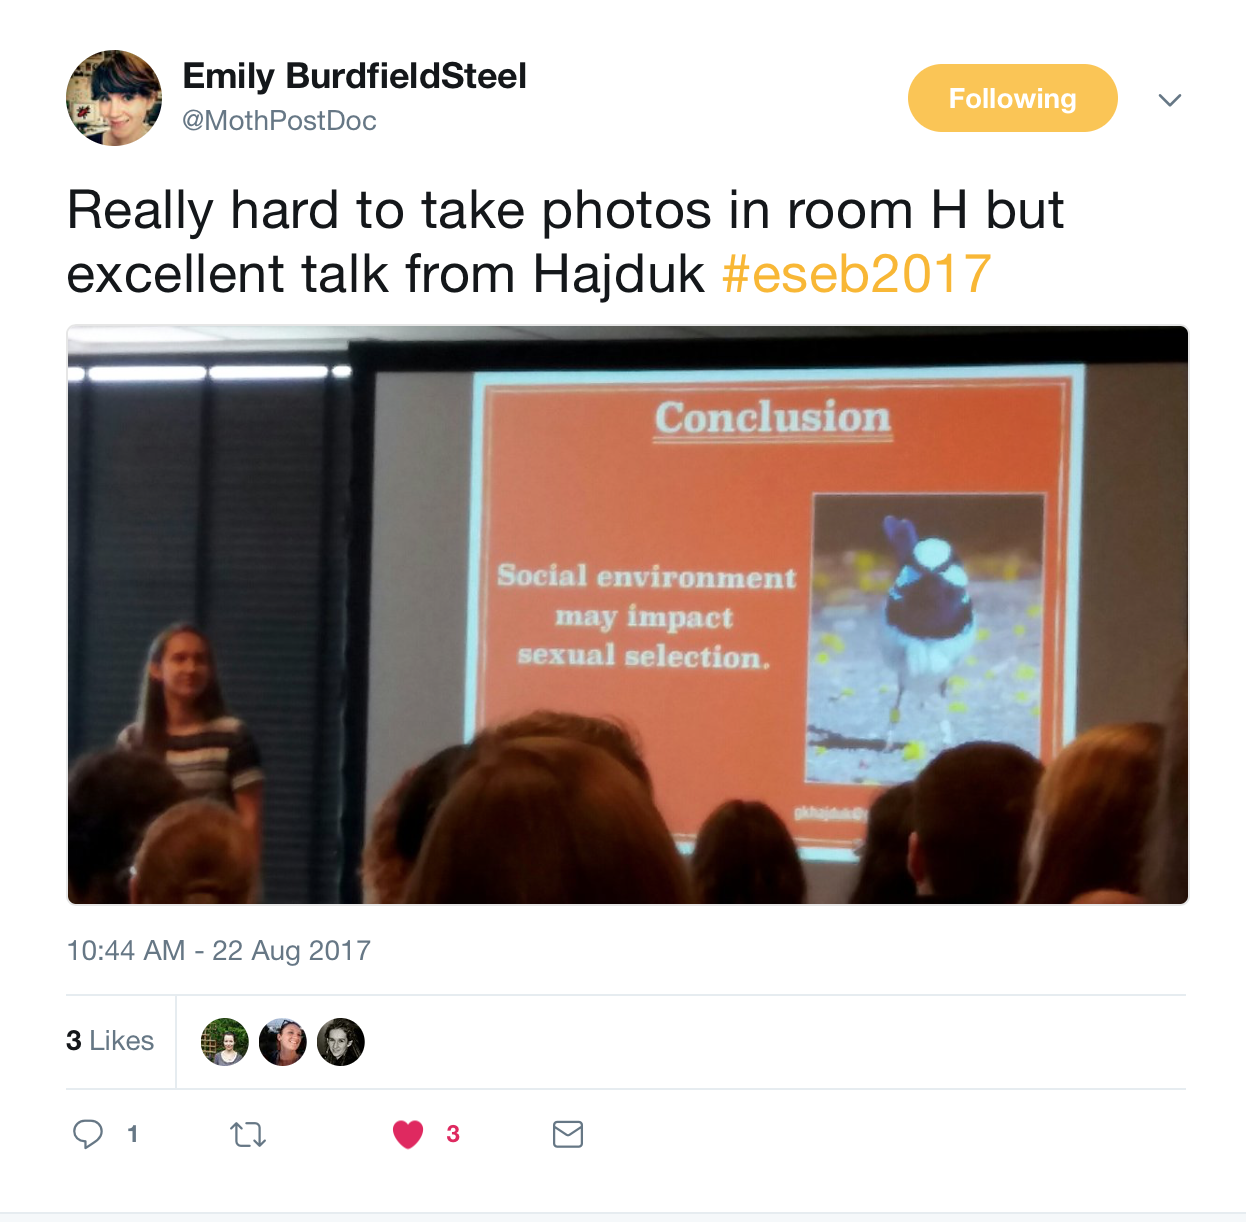 Emily BurdfieldSteel
@MothPostDoc
Following
Really hard to take photos in room H but
excellent talk from Hajduk #eseb2017
Conclusion
Social environment
may impact
sexual selection.
10:44 AM - 22 Aug 2017
3 Likes
1
3